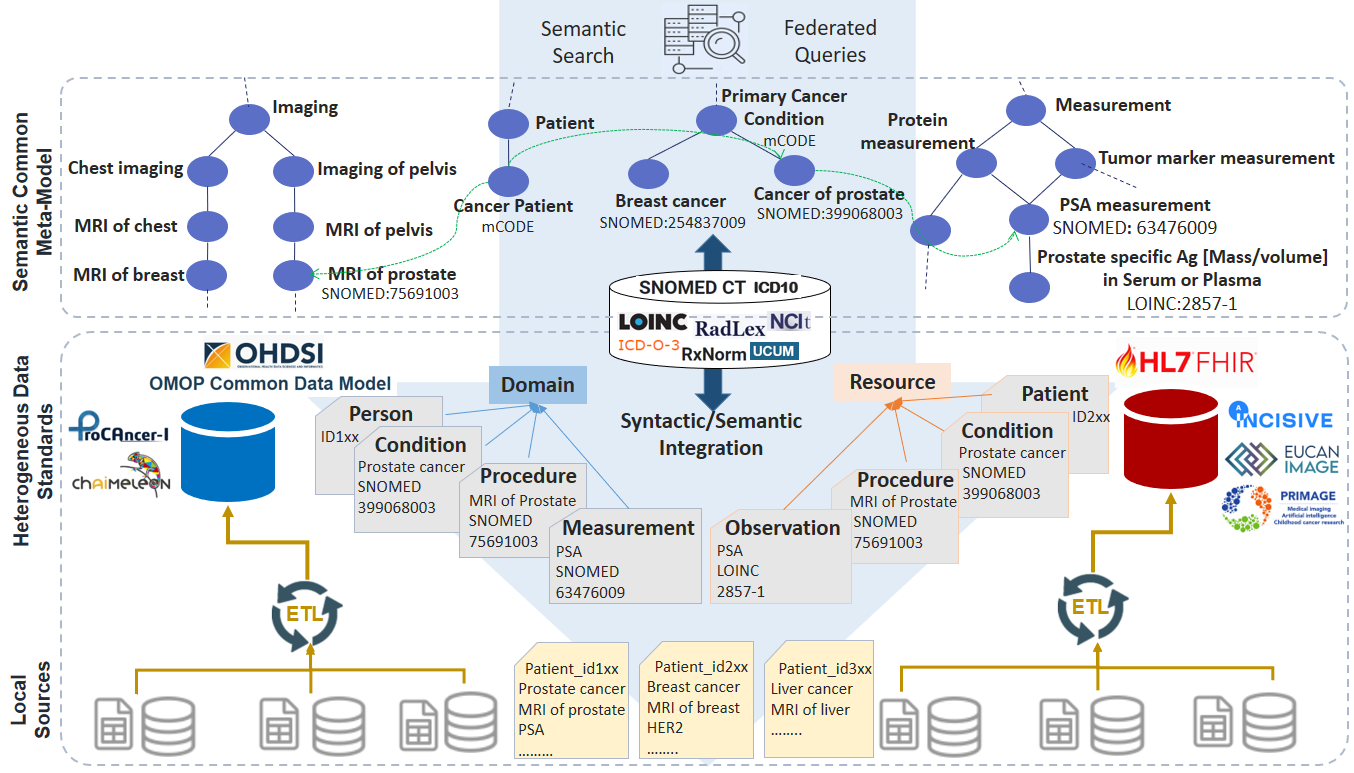 Semantic
Search
Federated
Queries
Semantic Common
Meta-Model
Imaging
Chest imaging
Imaging of pelvis
MRI of chest
MRI of pelvis
MRI of breast
MRI of prostate
SNOMED:75691003
Patient
Cancer Patient
mCODE
Primary Cancer
Condition
mCODE
Breast cancer
SNOMED:254837009
Cancer of prostate
SNOMED:399068003
Measurement
Protein
measurement
Tumor marker measurement
PSA measurement
SNOMED: 63476009
Prostate specific Ag [Mass/volume]
in Serum or Plasma
LOINC:2857-1
SNOMED CT ICD10
LOINC
RadLex
NCIt
ICD-O-3
RxNorm
UCUM
Syntactic/Semantic
Integration
Heterogeneous Data
Standards
OHDSI
OBSERVATIONAL HEALTH DATA SCIENCES AND INFORMATICS
OMOP Common Data Model
ProCAncer-I
CHAIMELEON
Domain
Person
ID1xx
Condition
Prostate cancer
SNOMED
399068003
Procedure
MRI of Prostate
SNOMED
75691003
Measurement
PSA
SNOMED
63476009
Resource
Patient
ID2xx
Condition
Prostate cancer
SNOMED
399068003
Procedure
MRI of Prostate
SNOMED
75691003
Observation
PSA
LOINC
2857-1
HL7 FHIR
INCISIVE
EUCAN
IMAGE
PRIMAGE
Medical imaging
Artificial intelligence
Childhood cancer research
ETL
ETL
Local
Sources
Patient_id1xx
Prostate cancer
MRI of prostate
PSA
.........
Patient_id2xx
Breast cancer
MRI of breast
HER2
........
Patient_id3xx
Liver cancer
MRI of liver
........